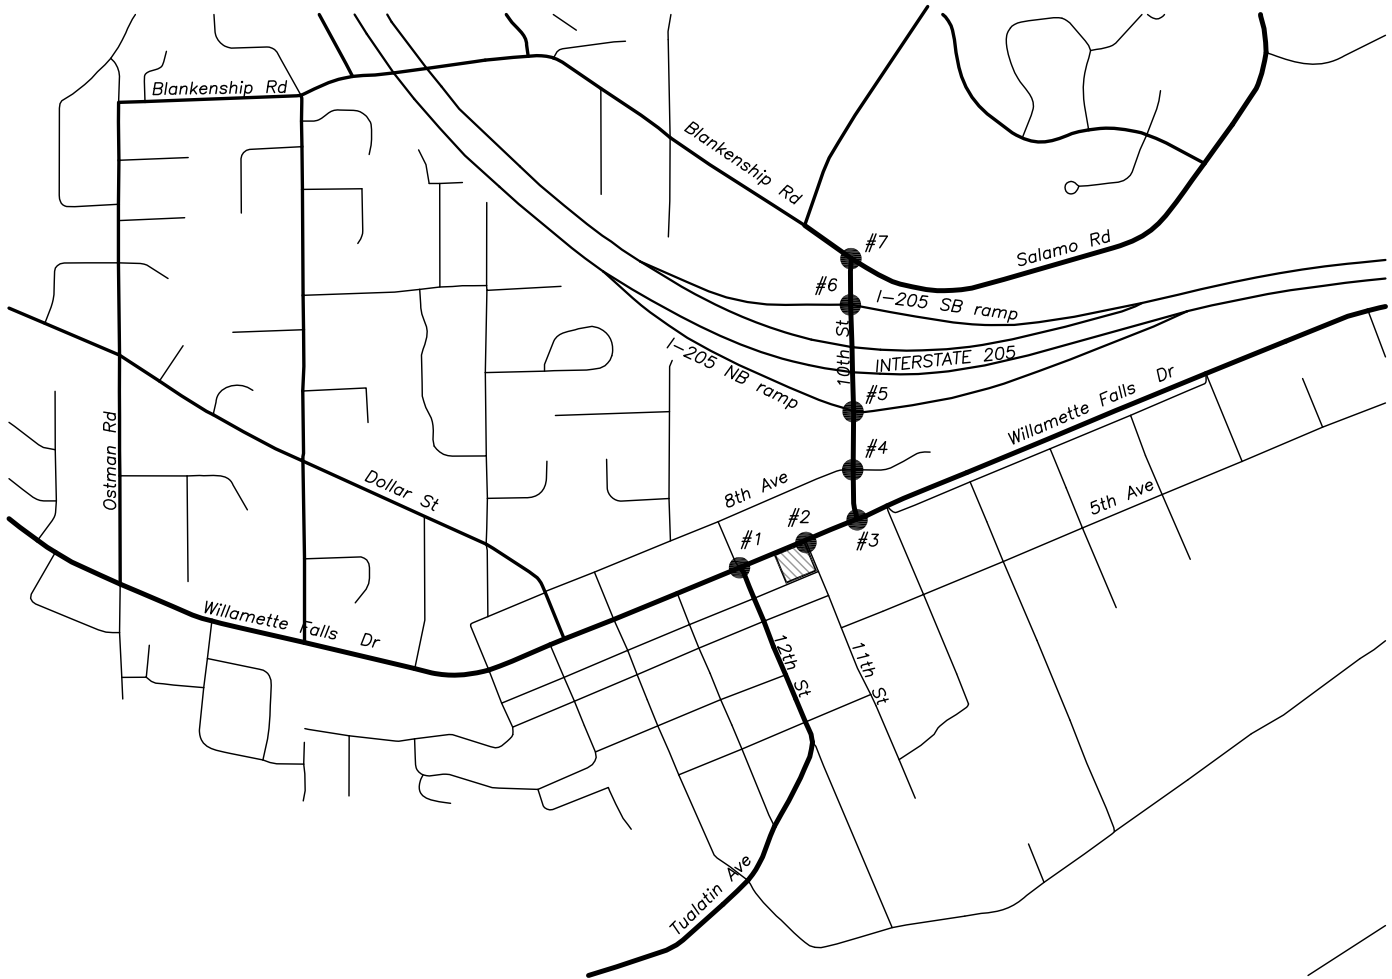 Blankenship Rd
Blankenship Rd
#7
Salamo Rd
#6
I-205 SB ramp
10th St
INTERSTATE 205
I-205 NB ramp
#5
Willamette Falls Dr
Ostman Rd
Dollar St
#4
8th Ave
5th Ave
#2
#1
#3
Willamette Falls Dr
12th St
11th St
Tualatin Ave